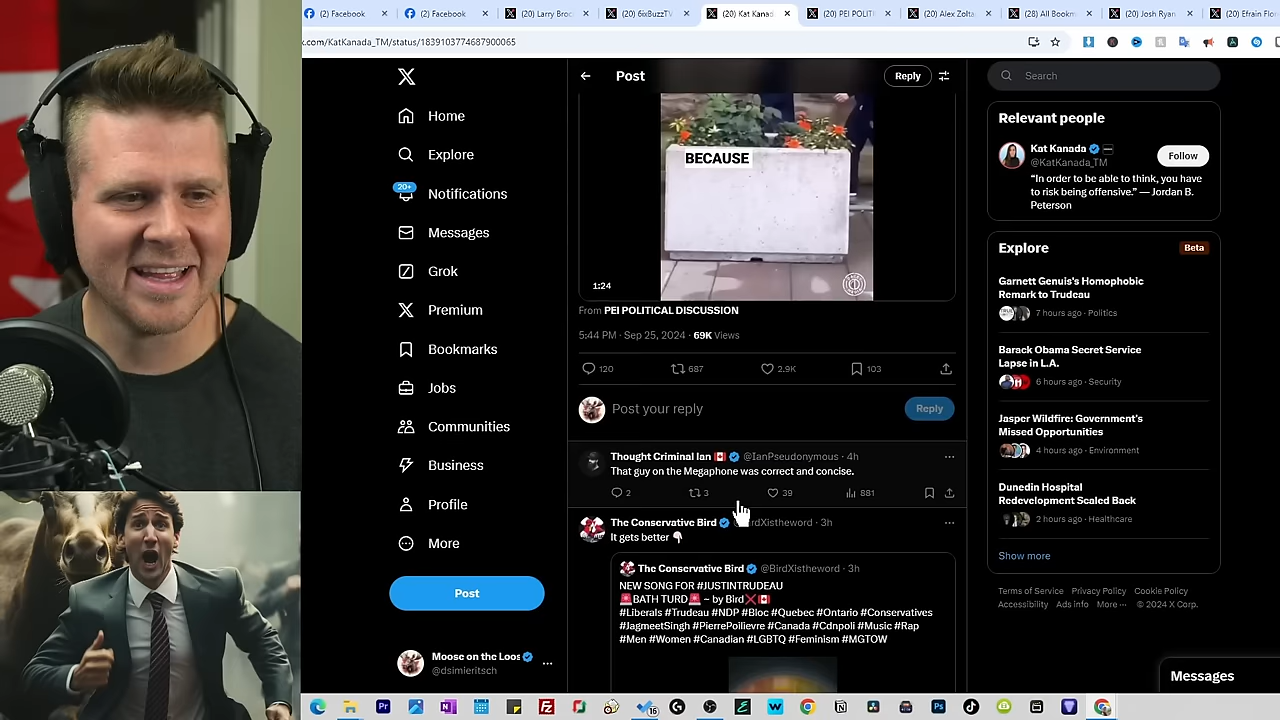 (2) Facebook
(2) Facebook
(20) Larry Broc
(20) 6ixBuzzTV
(20) Kat Kanad
(20) PEI POLIT
(20) Alex Zolta
(28) All Bookm
(20) Josh Ryan
(20) Efrain Flo
x.com/KatKanada_TM/status/1839103774687900065
Home
Explore
20+
Notifications
Messages
Grok
Premium
Bookmarks
Jobs
Communities
Business
Profile
More
Post
Moose on the Loos
@dsimieritsch
Post
Reply
BECAUSE
1:24
From PEI POLITICAL DISCUSSION
5:44 PM · Sep 25, 2024 · 69K Views
120 687 2.9K 103
Post your reply
Reply
Thought Criminal Ian @IanPseudonymous · 4h
That guy on the Megaphone was correct and concise.
2 3 39 881
The Conservative Bird @BirdXistheword · 3h
It gets better
The Conservative Bird @BirdXistheword · 3h
NEW SONG FOR #JUSTINTRUDEAU
🚨BATH TURD🚨 ~ by Bird❌🇨🇦
#Liberals #Trudeau #NDP #Bloc #Quebec #Ontario #Conservatives
#JagmeetSingh #PierrePoilievre #Canada #Cdnpoli #Music #Rap
#Men #Women #Canadian #LGBTQ #Feminism #MGTOW
Search
Relevant people
Kat Kanada
@KatKanada_TM
Follow
“In order to be able to think, you have
to risk being offensive.” — Jordan B.
Peterson
Explore
Beta
Garnett Genuis's Homophobic
Remark to Trudeau
7 hours ago · Politics
Barack Obama Secret Service
Lapse in L.A.
6 hours ago · Security
Jasper Wildfire: Government's
Missed Opportunities
4 hours ago · Environment
Dunedin Hospital
Redevelopment Scaled Back
2 hours ago · Healthcare
Show more
Terms of Service Privacy Policy Cookie Policy
Accessibility Ads info More ··· © 2024 X Corp.
Messages